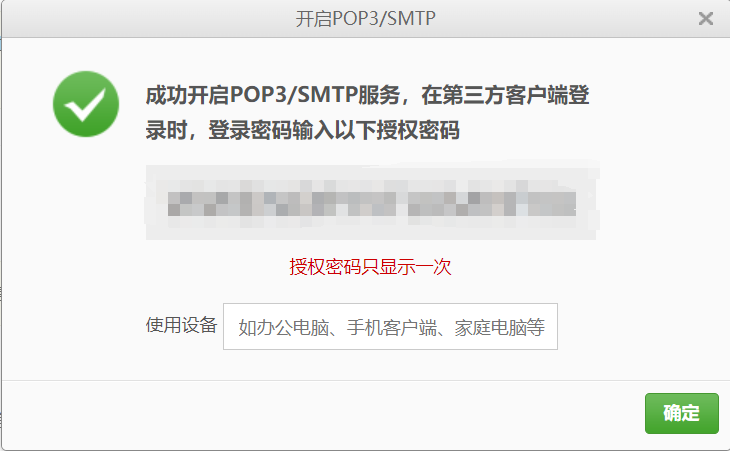 开启POP3/SMTP
成功开启POP3/SMTP服务，在第三方客户端登
录时，登录密码输入以下授权密码
授权密码只显示一次
使用设备 如办公电脑、手机客户端、家庭电脑等
确定